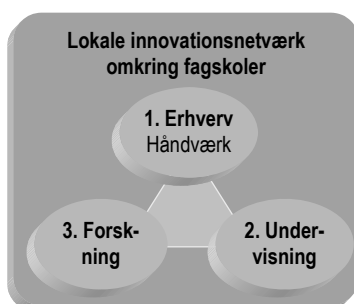 Lokale innovationsnetværk
omkring fagskoler
1. Erhverv
Håndværk
3. Forsk-
ning
2. Under-
visning